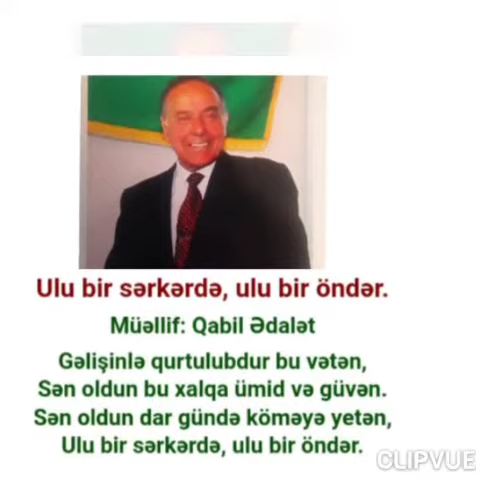 Ulu bir sərkərdə, ulu bir öndər.
Müəllif: Qabil Ədalət
Gəlişinlə qurtulubdur bu vətən,
Sən oldun bu xalqa ümid və güvən.
Sən oldun dar gündə köməyə yetən,
Ulu bir sərkərdə, ulu bir öndər.
CLIPVUE